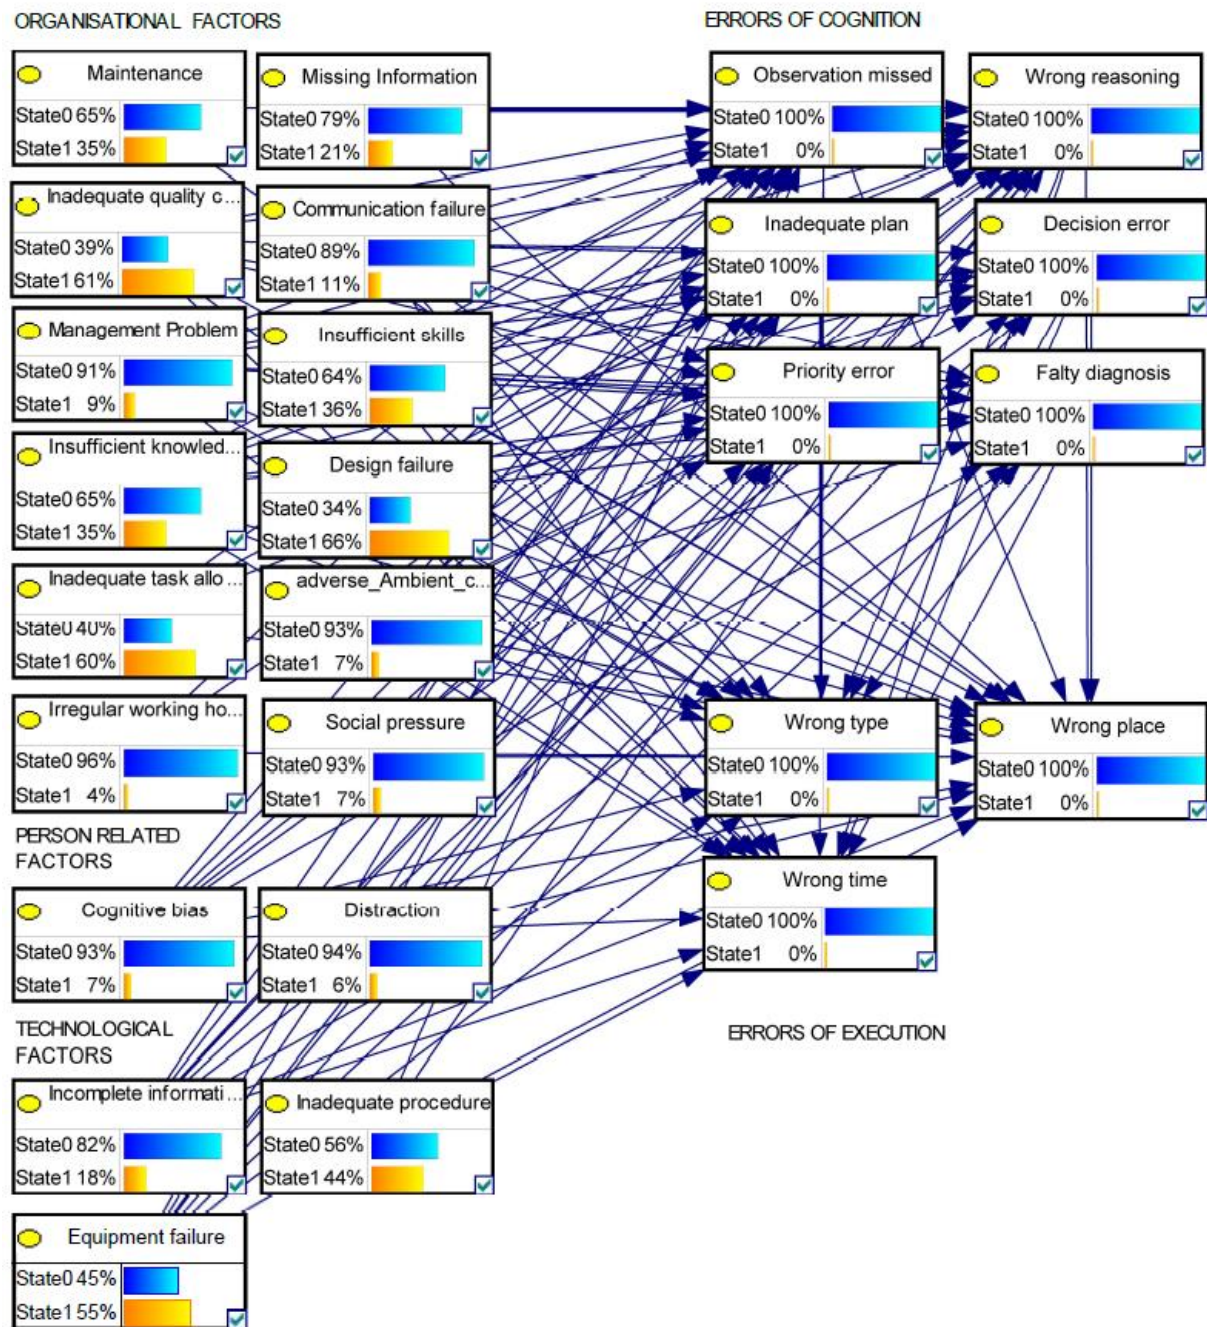 ORGANISATIONAL FACTORS
ERRORS OF COGNITION
Maintenance
State0 65%
State1 35%
Missing Information
State0 79%
State1 21%
Observation missed
State0 100%
State1 0%
Wrong reasoning
State0 100%
State1 0%
Inadequate quality c...
State0 39%
State1 61%
Communication failure
State0 89%
State1 11%
Inadequate plan
State0 100%
State1 0%
Decision error
State0 100%
State1 0%
Management Problem
State0 91%
State1 9%
Insufficient skills
State0 64%
State1 36%
Priority error
State0 100%
State1 0%
Falty diagnosis
State0 100%
State1 0%
Insufficient knowled...
State0 65%
State1 35%
Design failure
State0 34%
State1 66%
Inadequate task allo...
State0 40%
State1 60%
adverse_Ambient_c...
State0 93%
State1 7%
Irregular working ho...
State0 96%
State1 4%
Social pressure
State0 93%
State1 7%
Wrong type
State0 100%
State1 0%
Wrong place
State0 100%
State1 0%
PERSON RELATED
FACTORS
Cognitive bias
State0 93%
State1 7%
Distraction
State0 94%
State1 6%
Wrong time
State0 100%
State1 0%
TECHNOLOGICAL
FACTORS
ERRORS OF EXECUTION
Incomplete informati...
State0 82%
State1 18%
Inadequate procedure
State0 56%
State1 44%
Equipment failure
State0 45%
State1 55%